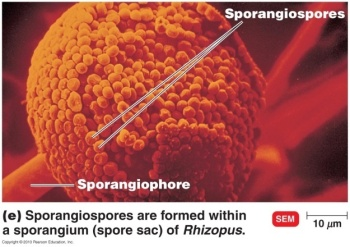 Sporangiospores
Sporangiophore
(e) Sporangiospores are formed within
a sporangium (spore sac) of Rhizopus.
SEM
10 μm
Copyright © 2010 Pearson Education, Inc.